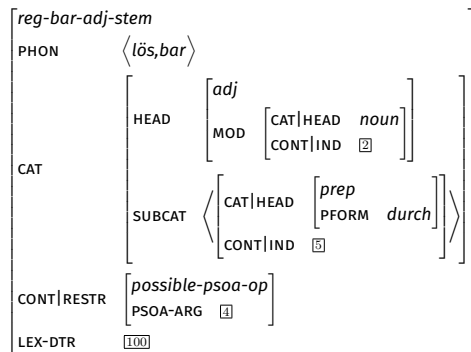 reg-bar-adj-stem
PHON ⟨lös,bar⟩
adj
CAT|HEAD noun
HEAD MOD
CONT|IND 2
CAT
prep
CAT|HEAD
PFORM durch
SUBCAT
CONT|IND 5
possible-psoa-op
CONT|RESTR
PSOA-ARG 4
LEX-DTR 100